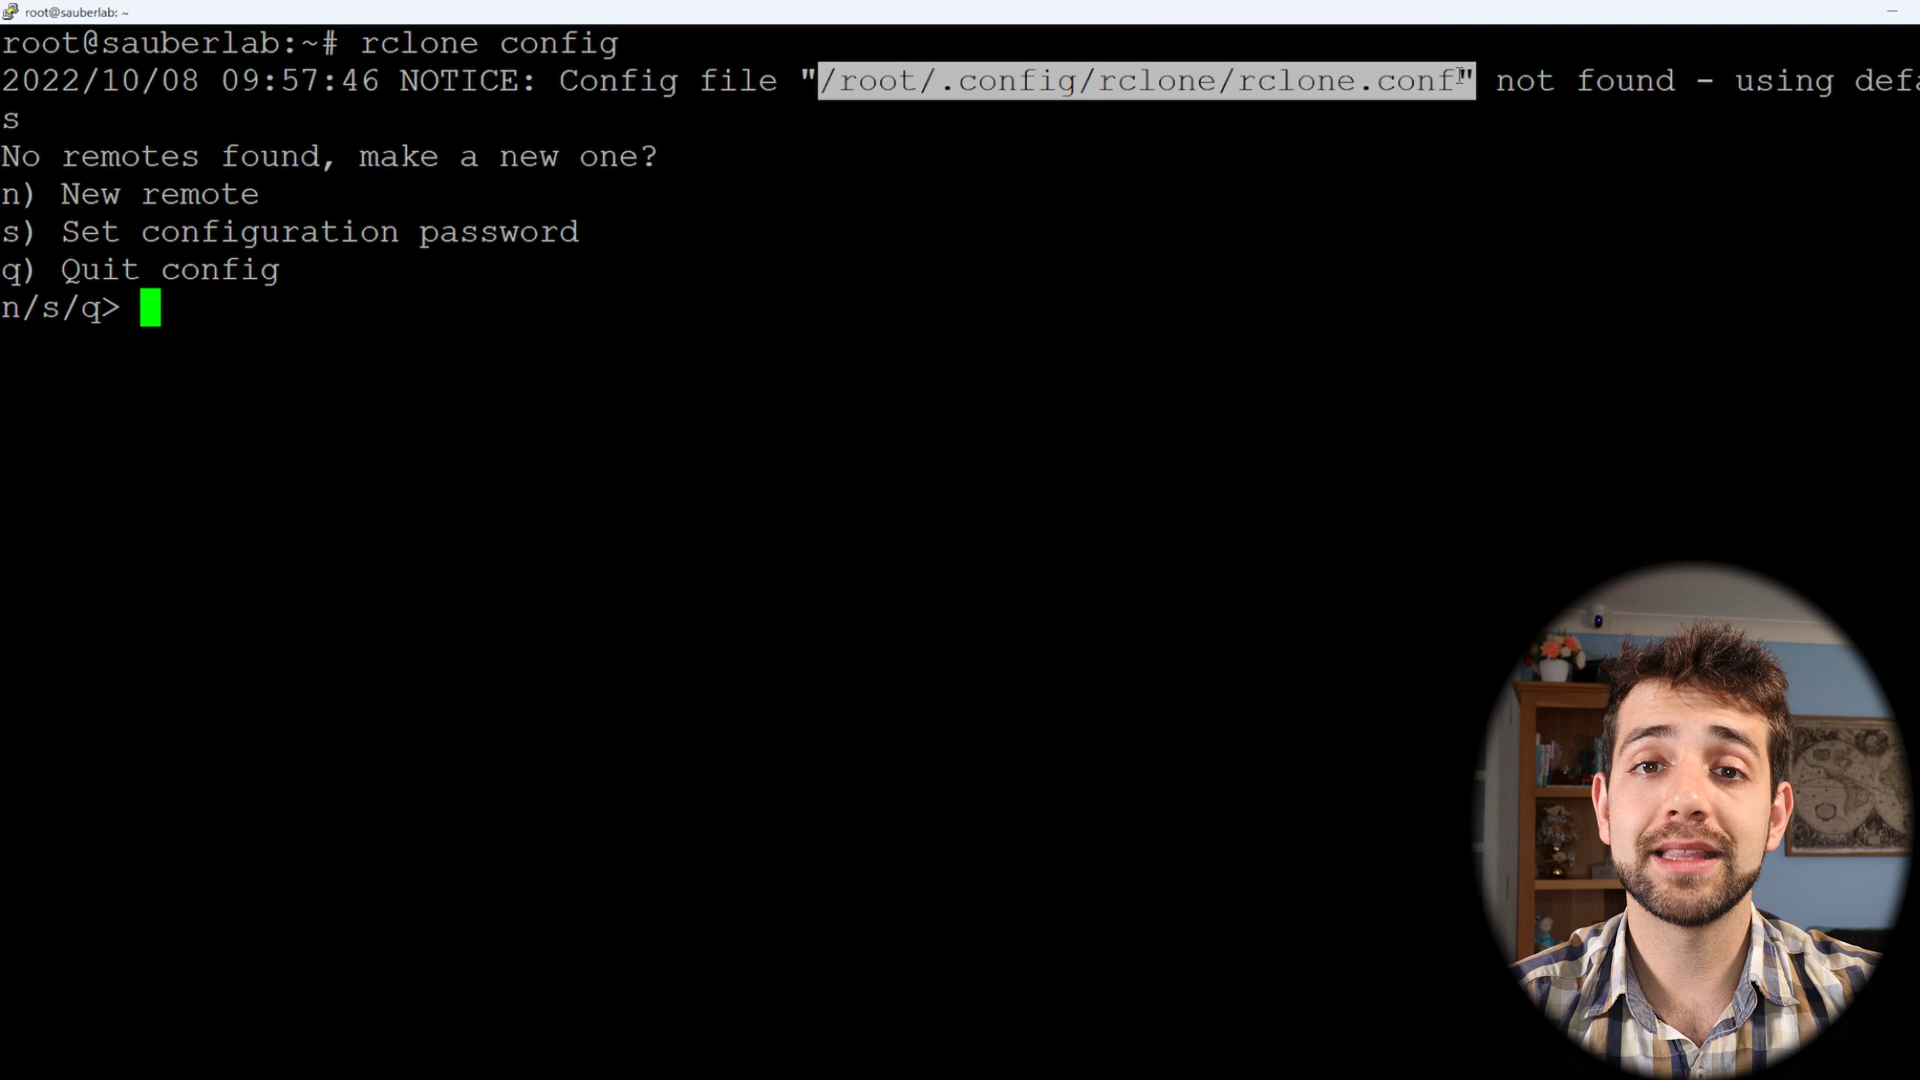 root@sauberlab: ~
root@sauberlab:~# rclone config
2022/10/08 09:57:46 NOTICE: Config file "/root/.config/rclone/rclone.conf" not found - using defa
s
No remotes found, make a new one?
n) New remote
s) Set configuration password
q) Quit config
n/s/q>